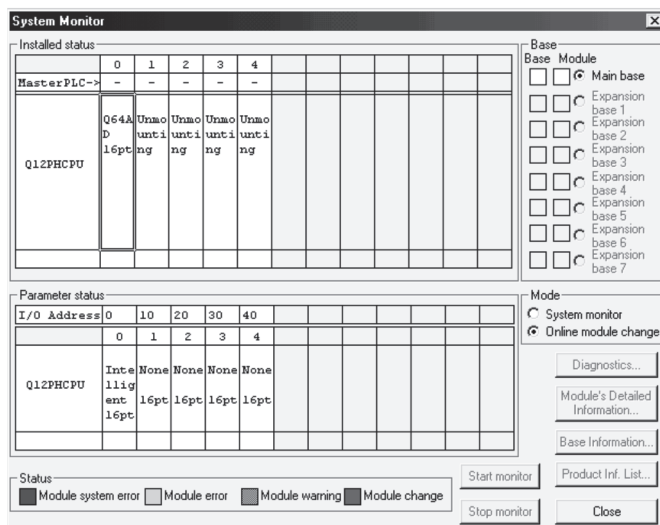 System Monitor
Installed status
0 1 2 3 4
MasterPLC-> - - - - -
Q12PHCPU
Q64A
D
16pt
Unmo
unti
ng
Unmo
unti
ng
Unmo
unti
ng
Unmo
unti
ng
Base
Base Module
Main base
Expansion
base 1
Expansion
base 2
Expansion
base 3
Expansion
base 4
Expansion
base 5
Expansion
base 6
Expansion
base 7
Parameter status
I/O Address 0 10 20 30 40
0 1 2 3 4
Q12PHCPU
Inte
llig
ent
16pt
None
16pt
None
16pt
None
16pt
None
16pt
Mode
System monitor
Online module change
Diagnostics...
Module's Detailed
Information...
Base Information...
Product Inf. List...
Status
Module system error Module error Module warning Module change
Start monitor
Stop monitor
Close